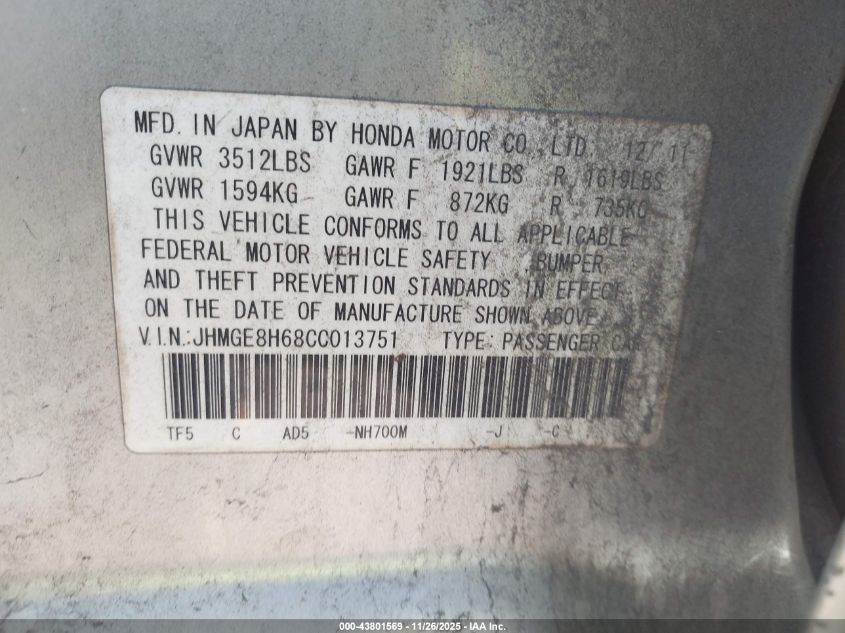 MFD. IN JAPAN BY HONDA MOTOR CO., LTD. 12/11
GVWR 3512LBS GAWR F 1921LBS R 1619LBS
GVWR 1594KG GAWR F 872KG R 735KG
THIS VEHICLE CONFORMS TO ALL APPLICABLE
FEDERAL MOTOR VEHICLE SAFETY ,BUMPER,
AND THEFT PREVENTION STANDARDS IN EFFECT
ON THE DATE OF MANUFACTURE SHOWN ABOVE.
V.I.N.:JHMGE8H68CC013751 TYPE:PASSENGER CAR
TF5 C AD5 -NH700M -J -C
000-43801569 | 11/26/2025 | IAA Inc.